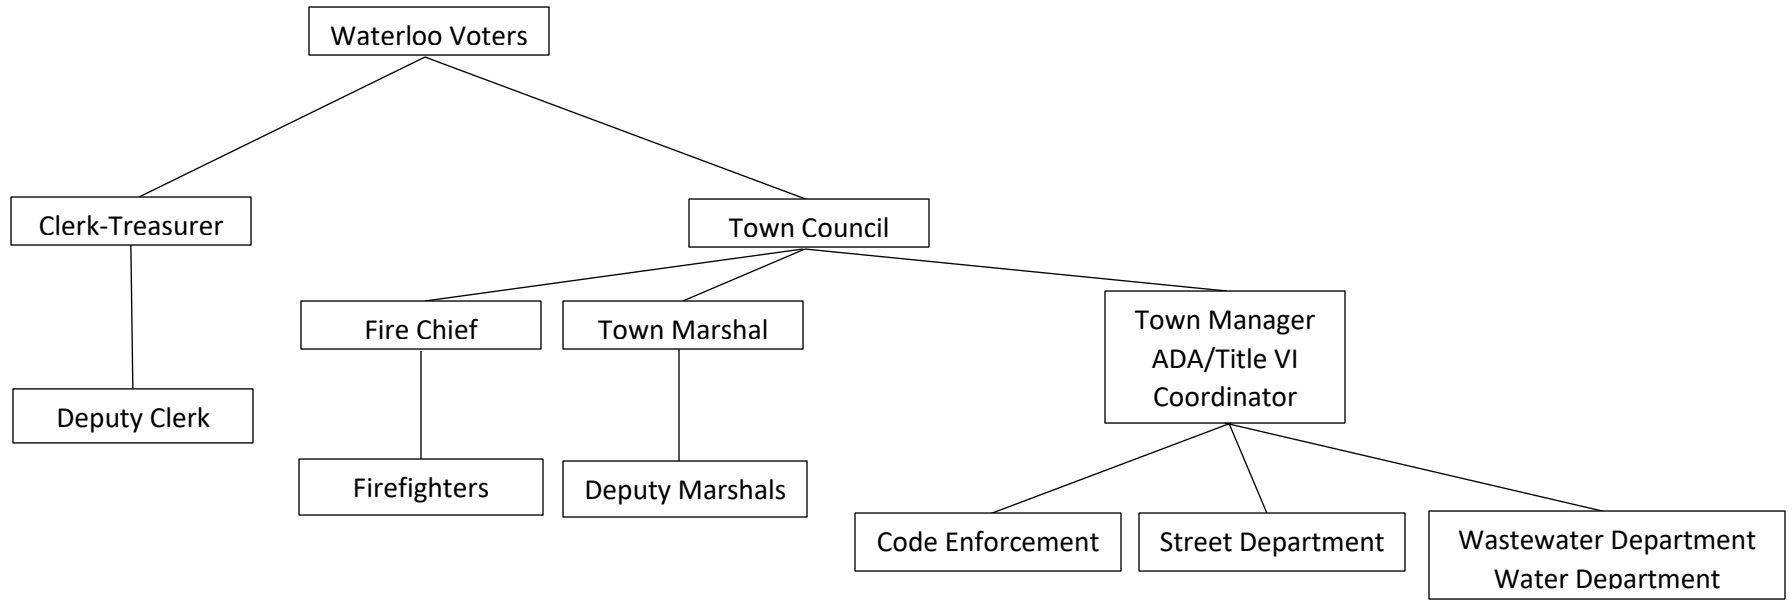 Waterloo Voters
Clerk-Treasurer
Town Council
Fire Chief
Town Marshal
Town Manager
ADA/Title VI
Coordinator
Deputy Clerk
Firefighters
Deputy Marshals
Code Enforcement
Street Department
Wastewater Department
Water Department